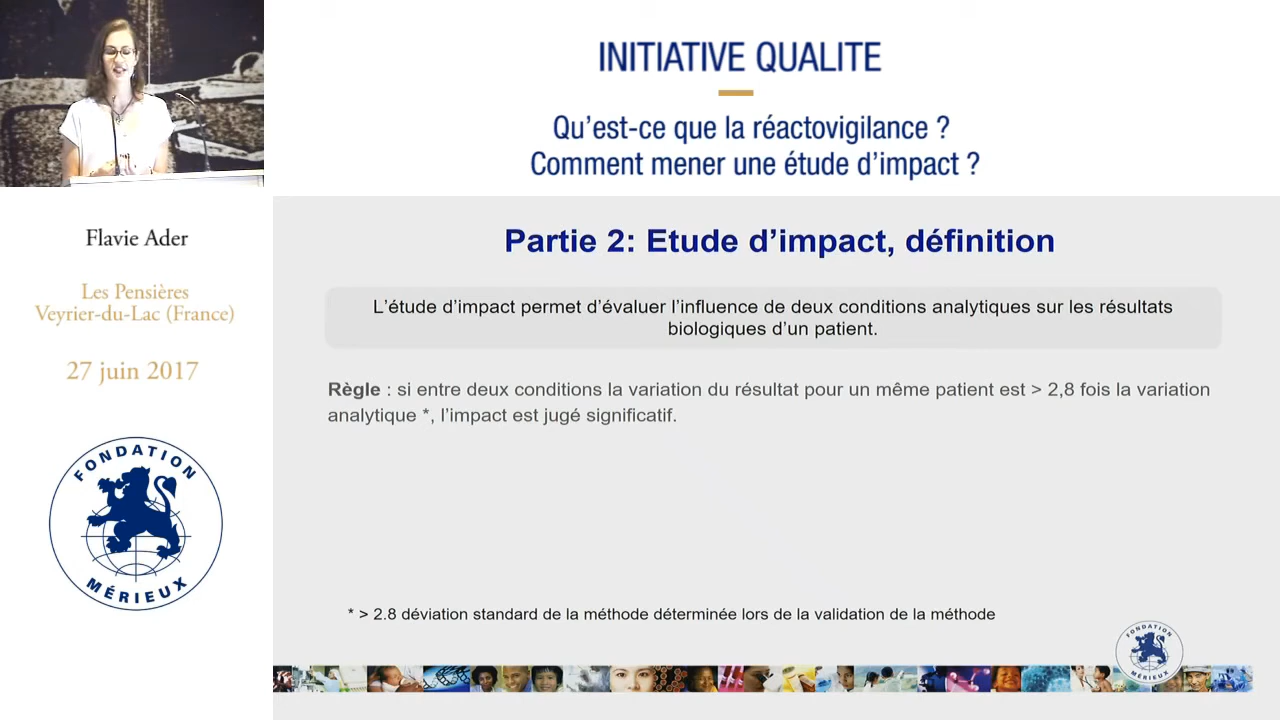 INITIATIVE QUALITE
Qu’est-ce que la réactovigilance ?
Comment mener une étude d’impact ?
Flavie Ader
Les Pensières
Veyrier-du-Lac (France)
27 juin 2017
FONDATION
MÉRIEUX
Partie 2: Etude d’impact, définition
L’étude d’impact permet d’évaluer l’influence de deux conditions analytiques sur les résultats
biologiques d’un patient.
Règle : si entre deux conditions la variation du résultat pour un même patient est > 2,8 fois la variation
analytique *, l’impact est jugé significatif.
* > 2.8 déviation standard de la méthode déterminée lors de la validation de la méthode
FONDATION
MÉRIEUX